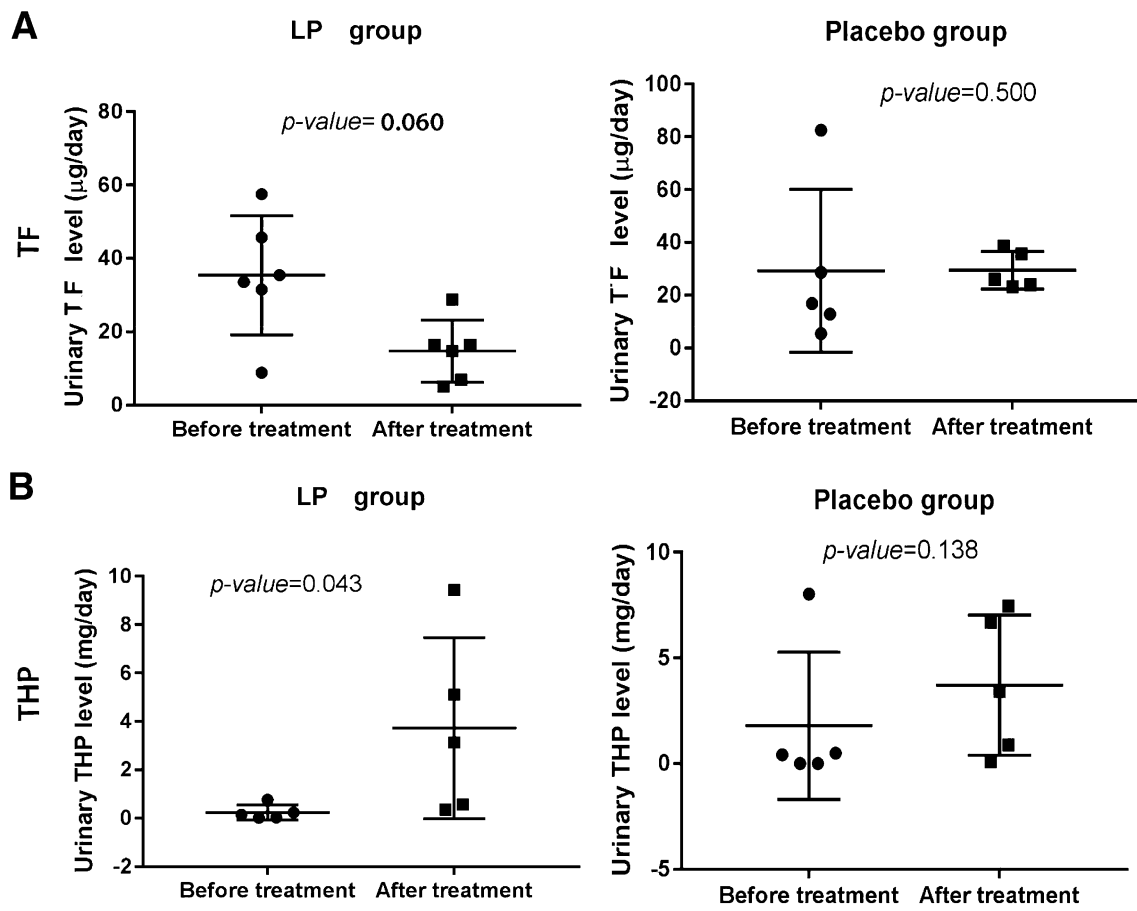 A
LP group
Placebo group
TF
Urinary TF level (μg/day)
80
60
40
20
0
p-value= 0.060
Before treatment
After treatment
Urinary TF level (μg/day)
100
80
60
40
20
0
-20
p-value=0.500
Before treatment
After treatment
B
LP group
Placebo group
THP
Urinary THP level (mg/day)
10
8
6
4
2
0
-2
p-value=0.043
Before treatment
After treatment
Urinary THP level (mg/day)
10
5
0
-5
p-value=0.138
Before treatment
After treatment